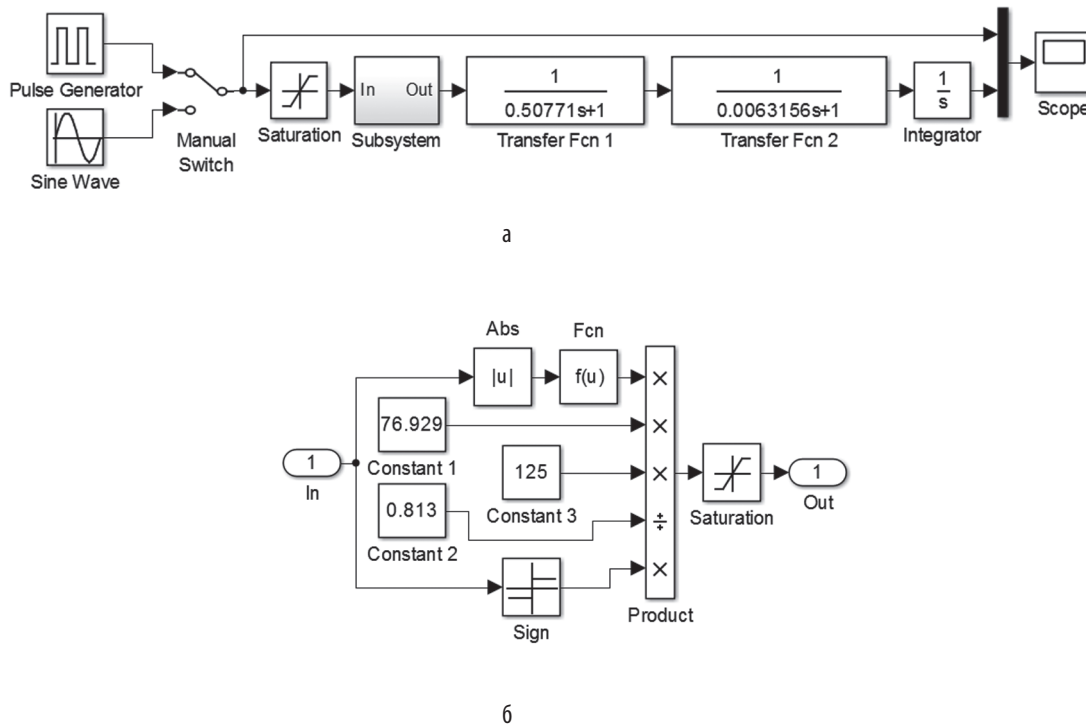 Pulse Generator
Sine Wave
Manual
Switch
Saturation
In Out
Subsystem
1
0.50771s+1
Transfer Fcn 1
1
0.0063156s+1
Transfer Fcn 2
1
s
Integrator
Scope
а
Abs
Fcn
|u|
f(u)
×
76.929
×
Constant 1
1
In
125
×
Constant 3
0.813
÷
Constant 2
×
Sign
Product
Saturation
1
Out
б